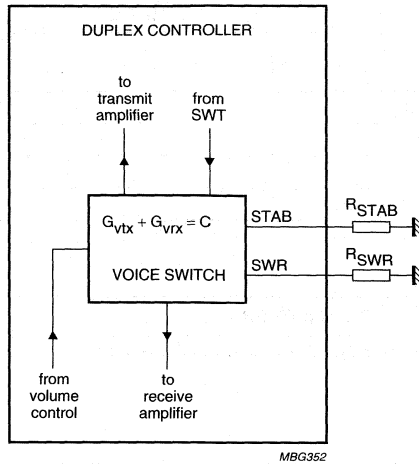 DUPLEX CONTROLLER
to
transmit
amplifier
from
SWT
G_vtx + G_vrx = C
VOICE SWITCH
STAB
R_STAB
SWR
R_SWR
from
volume
control
to
receive
amplifier
MBG352